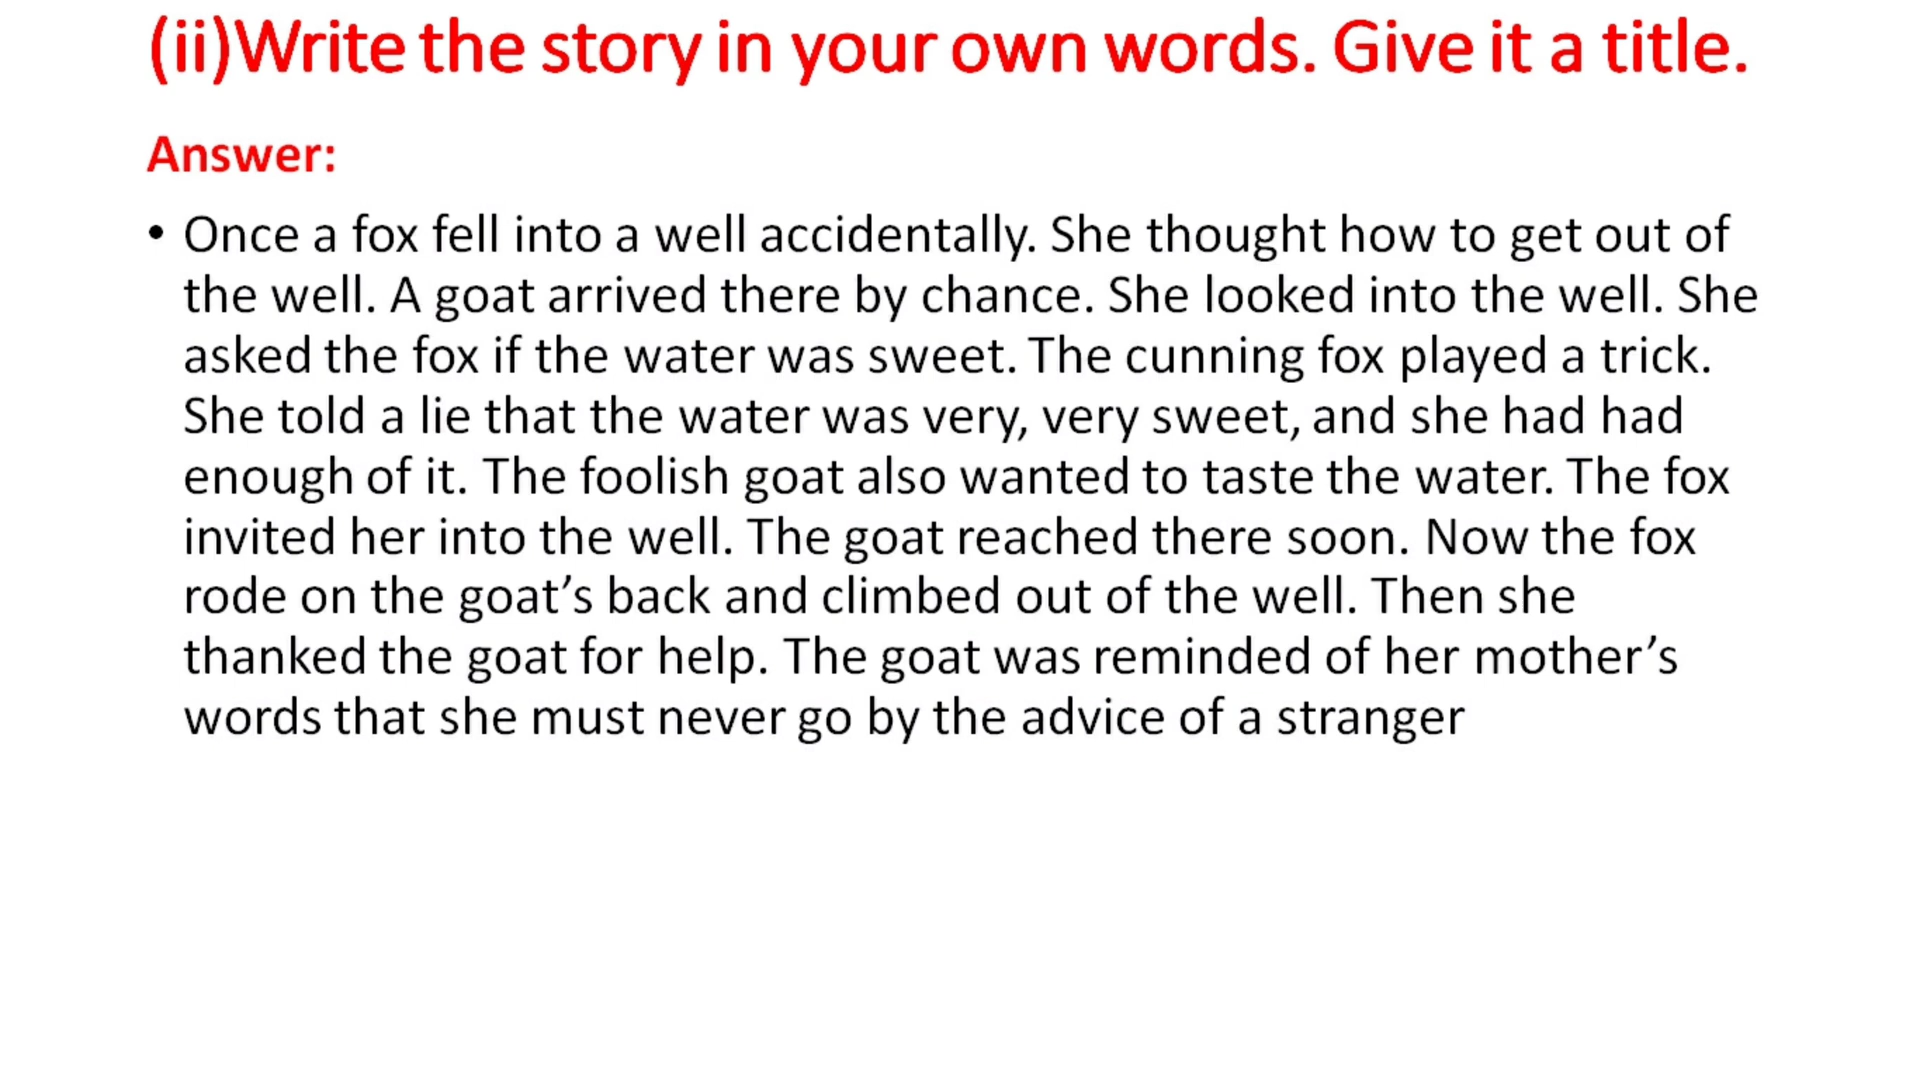 (ii)Write the story in your own words. Give it a title.
Answer:
• Once a fox fell into a well accidentally. She thought how to get out of
the well. A goat arrived there by chance. She looked into the well. She
asked the fox if the water was sweet. The cunning fox played a trick.
She told a lie that the water was very, very sweet, and she had had
enough of it. The foolish goat also wanted to taste the water. The fox
invited her into the well. The goat reached there soon. Now the fox
rode on the goat’s back and climbed out of the well. Then she
thanked the goat for help. The goat was reminded of her mother’s
words that she must never go by the advice of a stranger